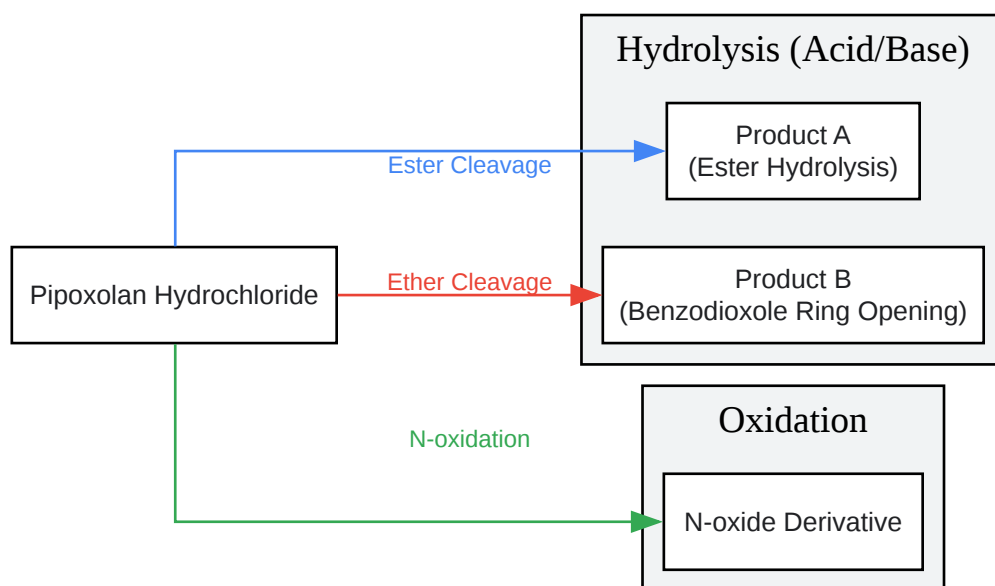 Hydrolysis (Acid/Base)
Product A
(Ester Hydrolysis)
Ester Cleavage
Pipoxolan Hydrochloride
Ether Cleavage
Product B
(Benzodioxole Ring Opening)
Oxidation
N-oxidation
N-oxide Derivative